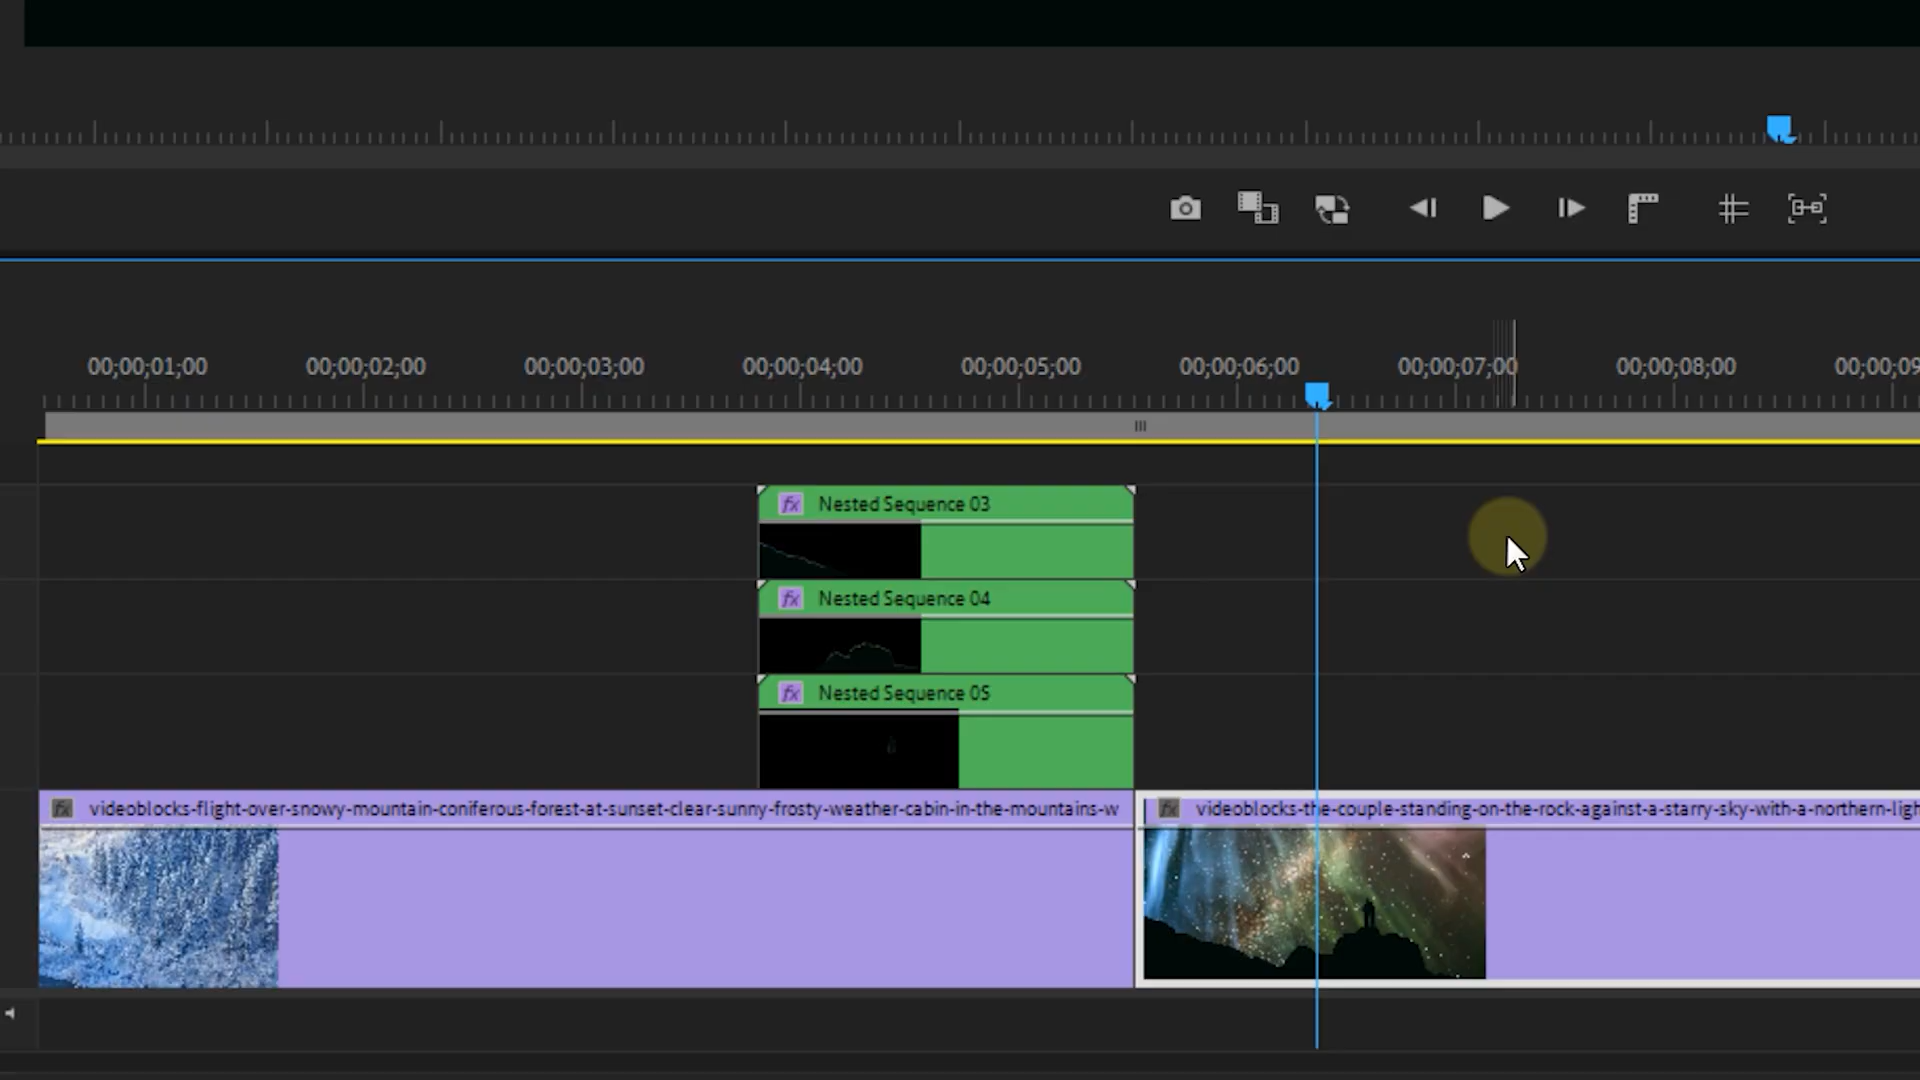 00;00;01;00 00;00;02;00 00;00;03;00 00;00;04;00 00;00;05;00 00;00;06;00 00;00;07;00 00;00;08;00 00;00;09
fx Nested Sequence 03
fx Nested Sequence 04
fx Nested Sequence 05
fx videoblocks-flight-over-snowy-mountain-coniferous-forest-at-sunset-clear-sunny-frosty-weather-cabin-in-the-mountains-w
fx videoblocks-the-couple-standing-on-the-rock-against-a-starry-sky-with-a-northern-ligh